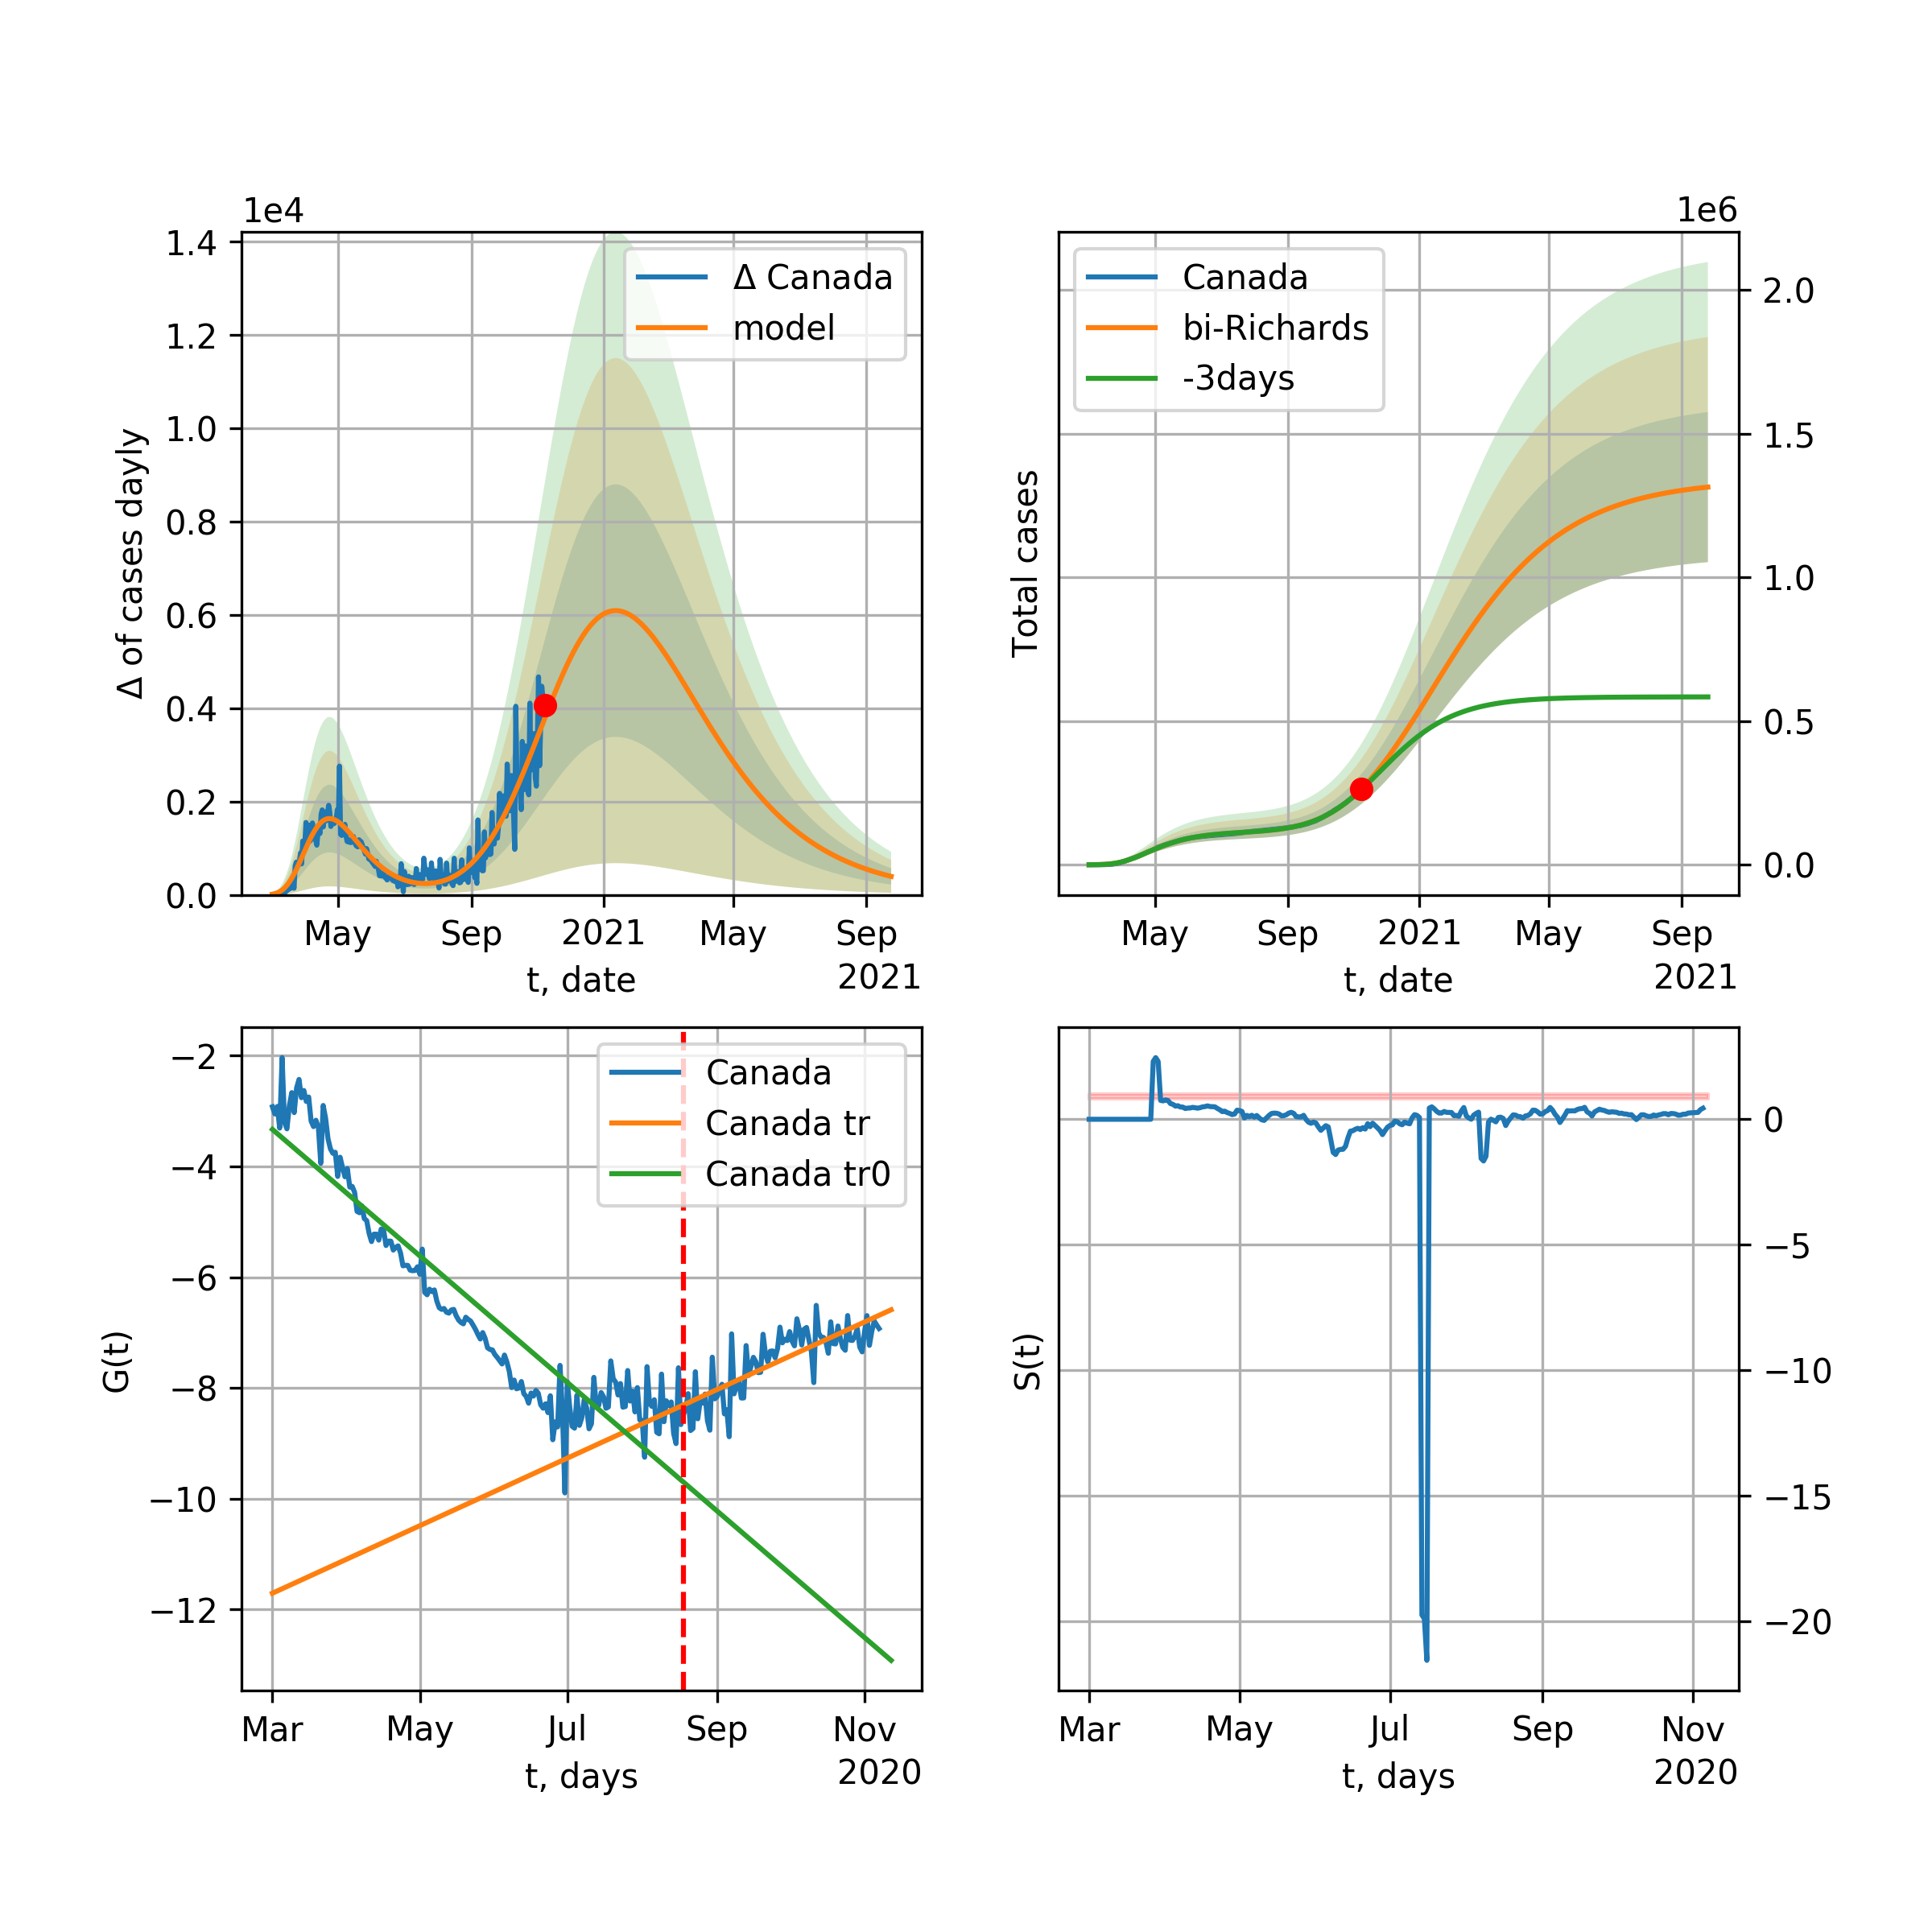 1e4
1.4
1.2
1.0
0.8
0.6
0.4
0.2
0.0
Δ of cases dayly
Δ Canada
model
May Sep 2021 May Sep
t, date 2021
1e6
Canada
bi-Richards
-3days
Total cases
2.0
1.5
1.0
0.5
0.0
May Sep 2021 May Sep
t, date 2021
−2
−4
−6
−8
−10
−12
G(t)
Canada
Canada tr
Canada tr0
Mar May Jul Sep Nov
t, days 2020
S(t)
0
−5
−10
−15
−20
Mar May Jul Sep Nov
t, days 2020